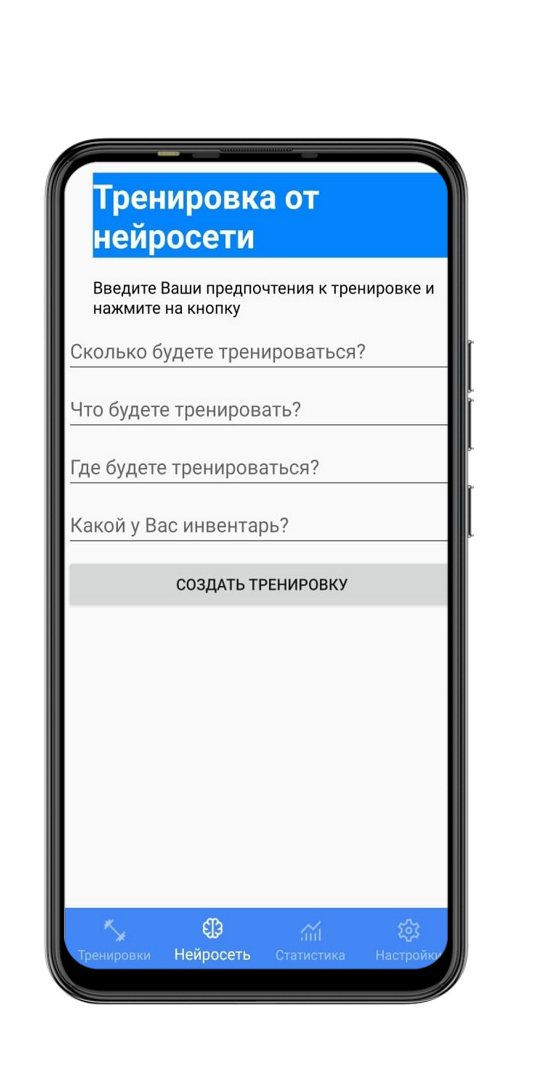 Тренировка от
нейросети
Введите Ваши предпочтения к тренировке и
нажмите на кнопку
Сколько будете тренироваться?
Что будете тренировать?
Где будете тренироваться?
Какой у Вас инвентарь?
СОЗДАТЬ ТРЕНИРОВКУ
Тренировки Нейросеть Статистика Настройки